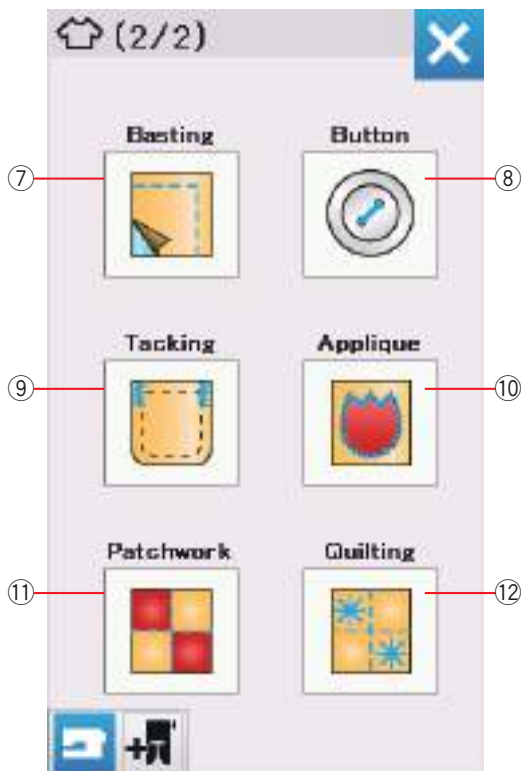 (2/2)
Basting Button
⑦ ⑧
Tacking Applique
⑨ ⑩
Patchwork Quilting
⑪ ⑫